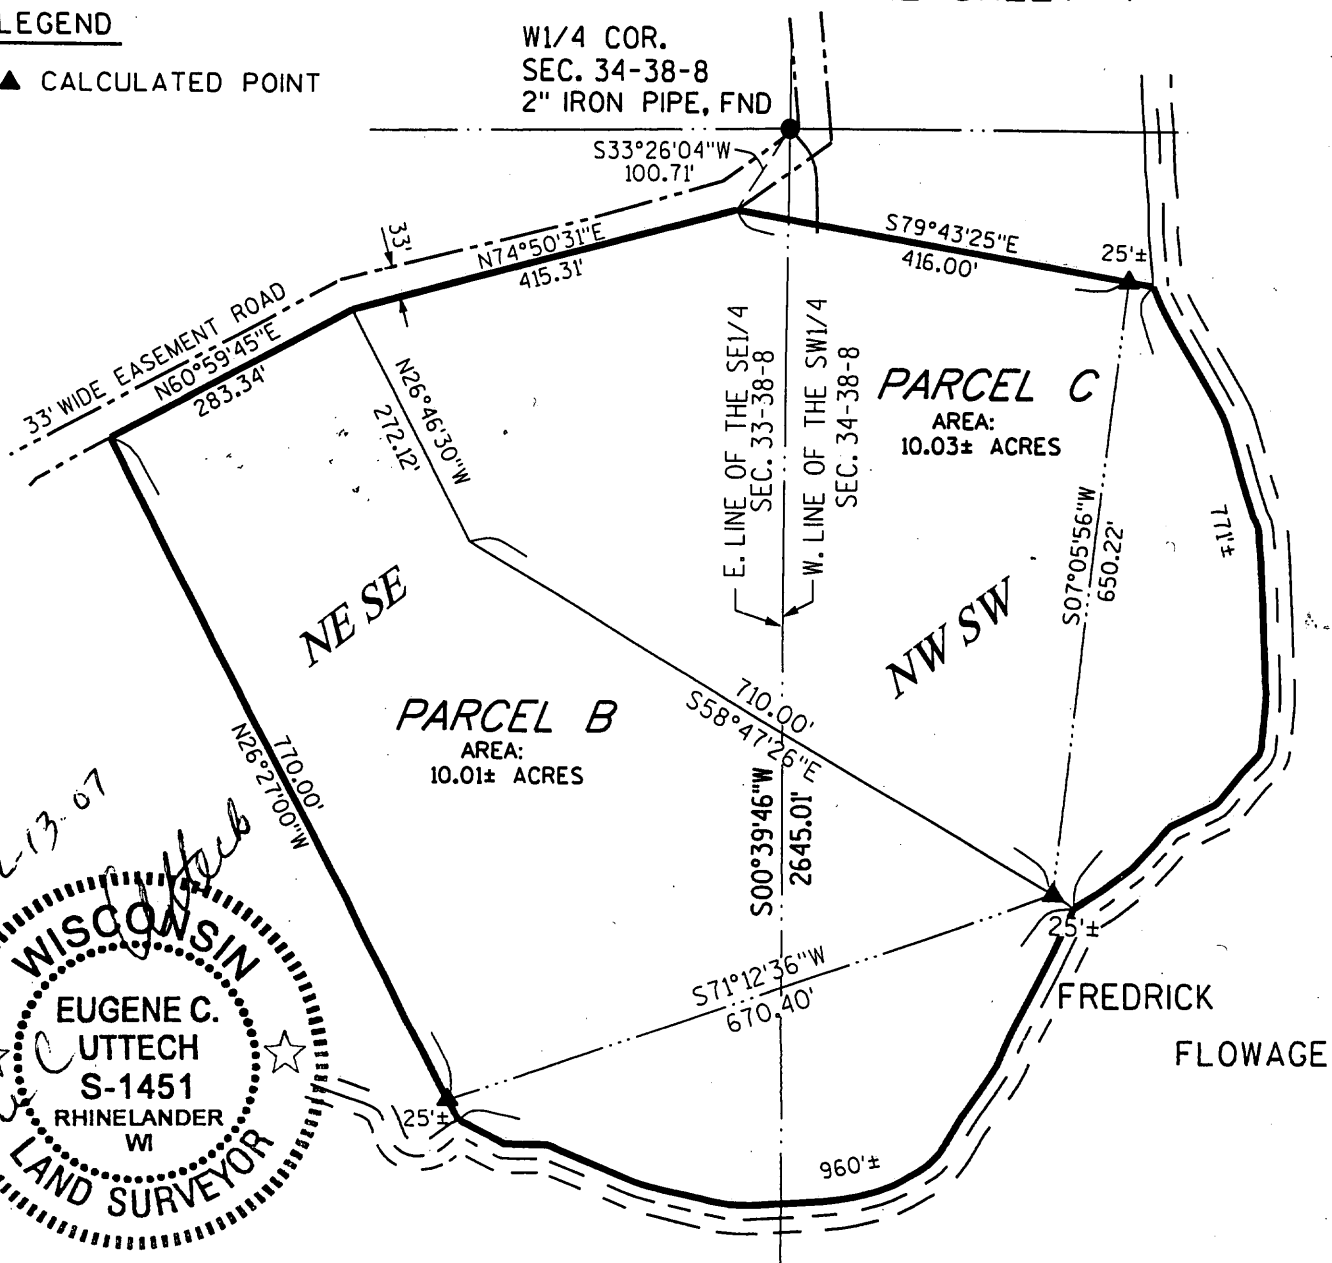 LEGEND
▲ CALCULATED POINT
W1/4 COR.
SEC. 34-38-8
2" IRON PIPE, FND
S33°26'04"W
100.71'
33'
N74°50'31"E
415.31'
S79°43'25"E
416.00'
25'±
33' WIDE EASEMENT ROAD
N60°59'45"E
283.34'
N26°46'30"W
272.12'
E. LINE OF THE SE1/4
SEC. 33-38-8
W. LINE OF THE SW1/4
SEC. 34-38-8
PARCEL C
AREA:
10.03± ACRES
S07°05'56"W
650.22'
771'±
NE SE
NW SW
PARCEL B
AREA:
10.01± ACRES
710.00'
S58°47'26"E
770.00'
N26°27'00"W
S00°39'46"W
2645.01'
S71°12'36"W
670.40'
25'±
25'±
960'±
FREDRICK
FLOWAGE
-13-07
Uttech
WISCONSIN
EUGENE C.
UTTECH
S-1451
RHINELANDER
WI
LAND SURVEYOR